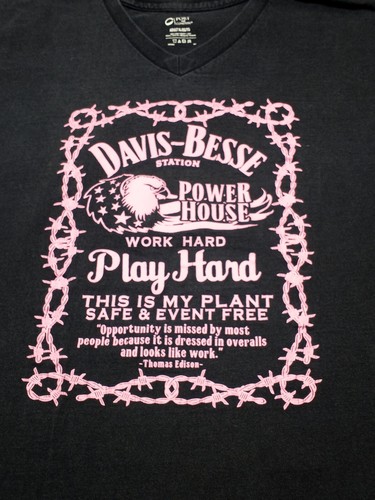 DAVIS-BESSE
STATION
POWER
HOUSE
WORK HARD
Play Hard
THIS IS MY PLANT
SAFE & EVENT FREE
"Opportunity is missed by most
people because it is dressed in overalls
and looks like work."
-Thomas Edison-